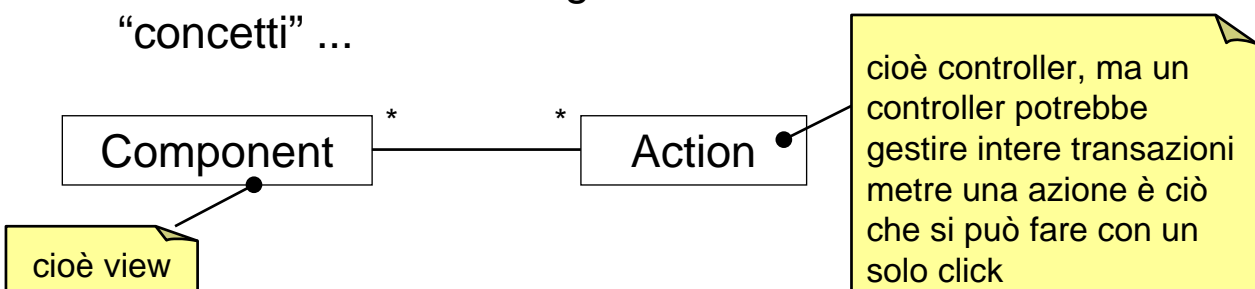 “concetti” ...
Component
*
*
Action
cioè controller, ma un
controller potrebbe
gestire intere transazioni
metre una azione è ciò
che si può fare con un
solo click
cioè view